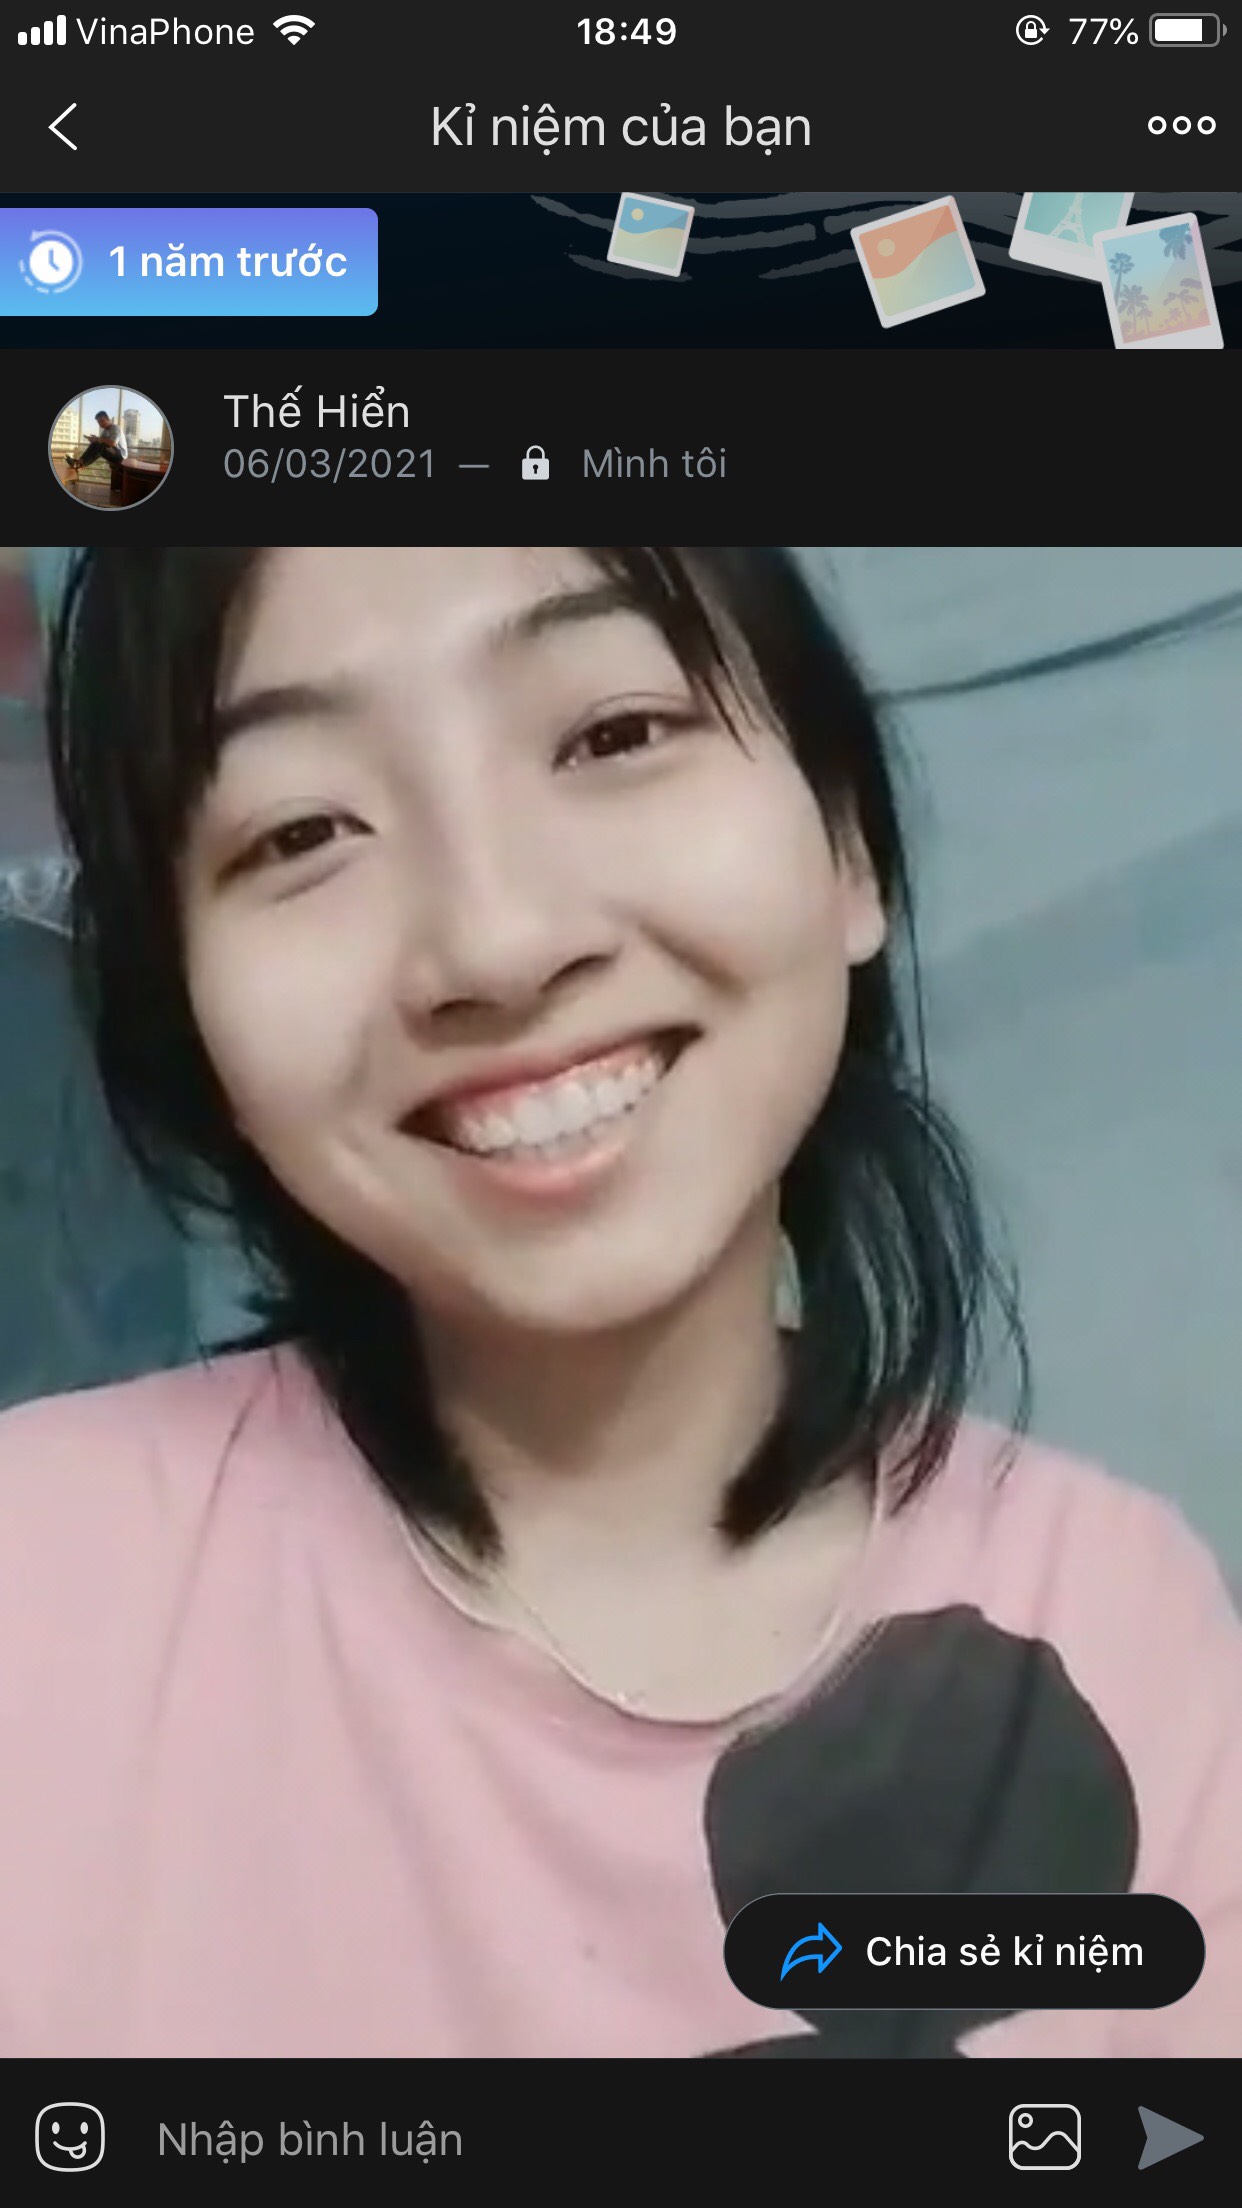 VinaPhone 18:49 77%
Kỉ niệm của bạn
1 năm trước
Thế Hiển
06/03/2021 — Mình tôi
Chia sẻ kỉ niệm
Nhập bình luận